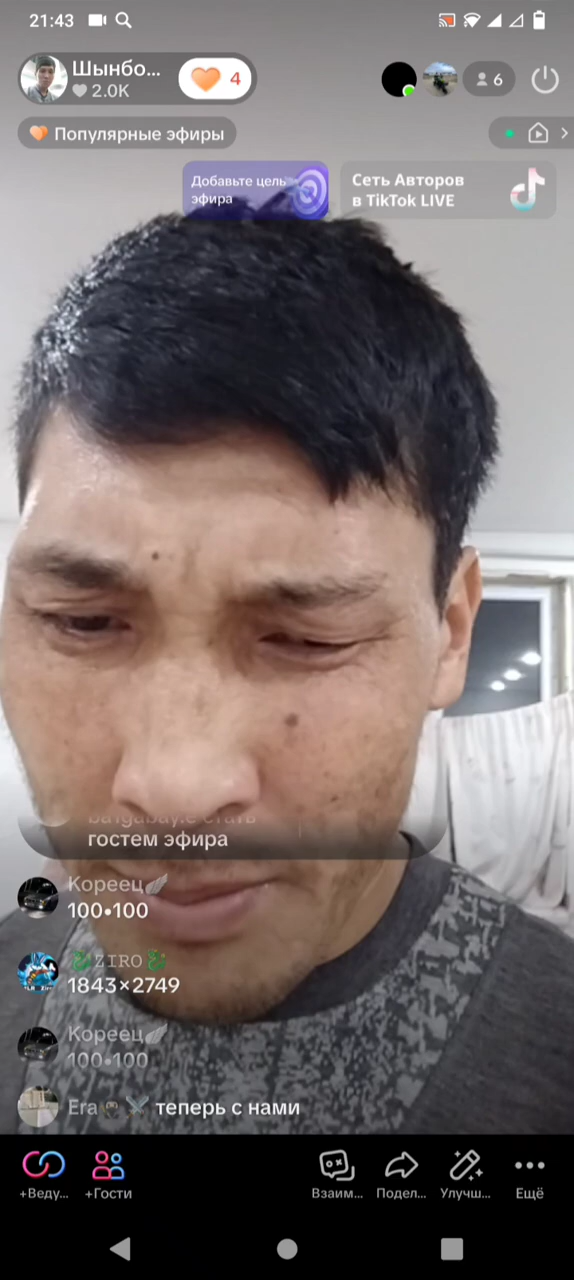 21:43
Шынбо...
2.0K
4
6
Популярные эфиры
Добавьте цель
эфира
Сеть Авторов
в TikTok LIVE
стать
гостем эфира
Кореец
100•100
ZIRO
1843×2749
Кореец
100•100
Era теперь с нами
+Веду...
+Гости
Взаим...
Подел...
Улучш...
Ещё